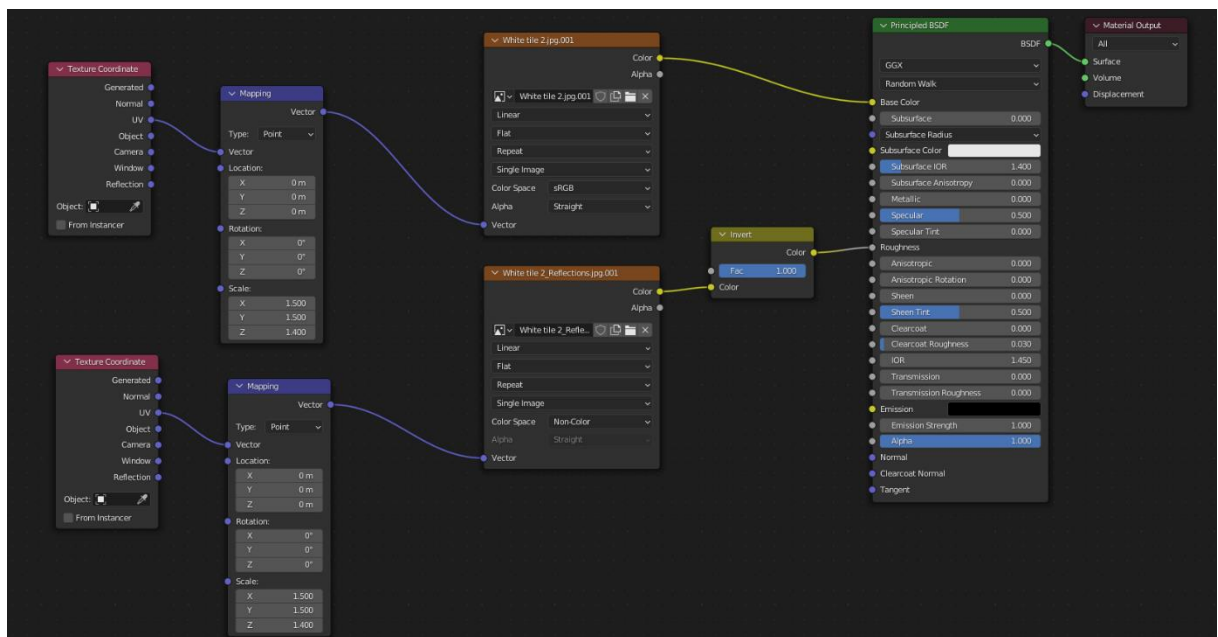 Texture Coordinate
Generated
Normal
UV
Object
Camera
Window
Reflection
Object:
From Instancer
Mapping
Vector
Type: Point
Vector
Location:
X 0 m
Y 0 m
Z 0 m
Rotation:
X 0°
Y 0°
Z 0°
Scale:
X 1.500
Y 1.500
Z 1.400
White tile 2.jpg.001
Color
Alpha
White tile 2.jpg.001
Linear
Flat
Repeat
Single Image
Color Space sRGB
Alpha Straight
Vector
Texture Coordinate
Generated
Normal
UV
Object
Camera
Window
Reflection
Object:
From Instancer
Mapping
Vector
Type: Point
Vector
Location:
X 0 m
Y 0 m
Z 0 m
Rotation:
X 0°
Y 0°
Z 0°
Scale:
X 1.500
Y 1.500
Z 1.400
White tile 2_Reflections.jpg.001
Color
Alpha
White tile 2_Refle...
Linear
Flat
Repeat
Single Image
Color Space Non-Color
Alpha Straight
Vector
Invert
Color
Fac 1.000
Color
Principled BSDF
BSDF
GGX
Random Walk
Base Color
Subsurface 0.000
Subsurface Radius
Subsurface Color
Subsurface IOR 1.400
Subsurface Anisotropy 0.000
Metallic 0.000
Specular 0.500
Specular Tint 0.000
Roughness
Anisotropic 0.000
Anisotropic Rotation 0.000
Sheen 0.000
Sheen Tint 0.500
Clearcoat 0.000
Clearcoat Roughness 0.030
IOR 1.450
Transmission 0.000
Transmission Roughness 0.000
Emission
Emission Strength 1.000
Alpha 1.000
Normal
Clearcoat Normal
Tangent
Material Output
All
Surface
Volume
Displacement